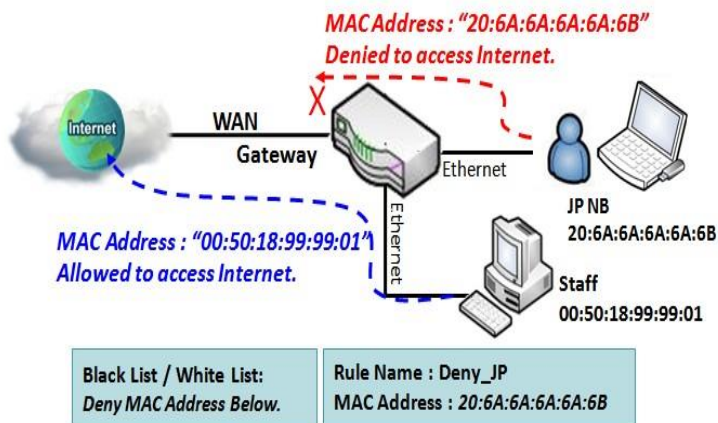 MAC Address : “20:6A:6A:6A:6A:6B”
Denied to access Internet.
X
Internet
WAN
Gateway
Ethernet
Ethernet
JP NB
20:6A:6A:6A:6A:6B
MAC Address : “00:50:18:99:99:01”
Allowed to access Internet.
Staff
00:50:18:99:99:01
Black List / White List:
Deny MAC Address Below.
Rule Name : Deny_JP
MAC Address : 20:6A:6A:6A:6A:6B